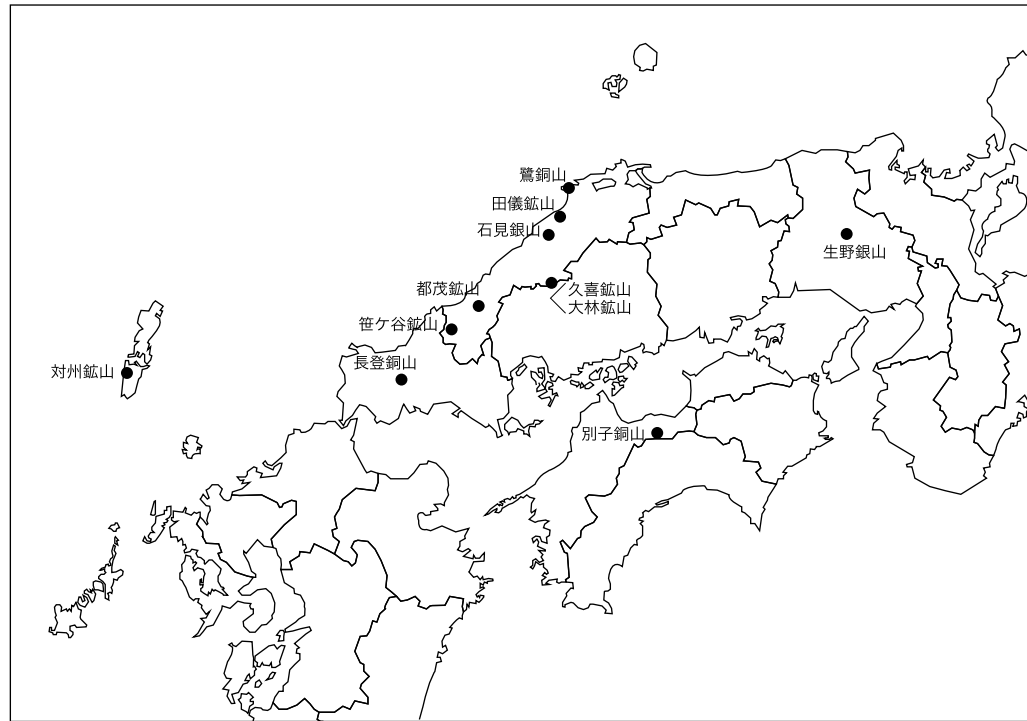 鷺銅山
田儀鉱山
石見銀山
生野銀山
都茂鉱山
久喜鉱山
大林鉱山
笹ケ谷鉱山
長登銅山
対州鉱山
別子銅山